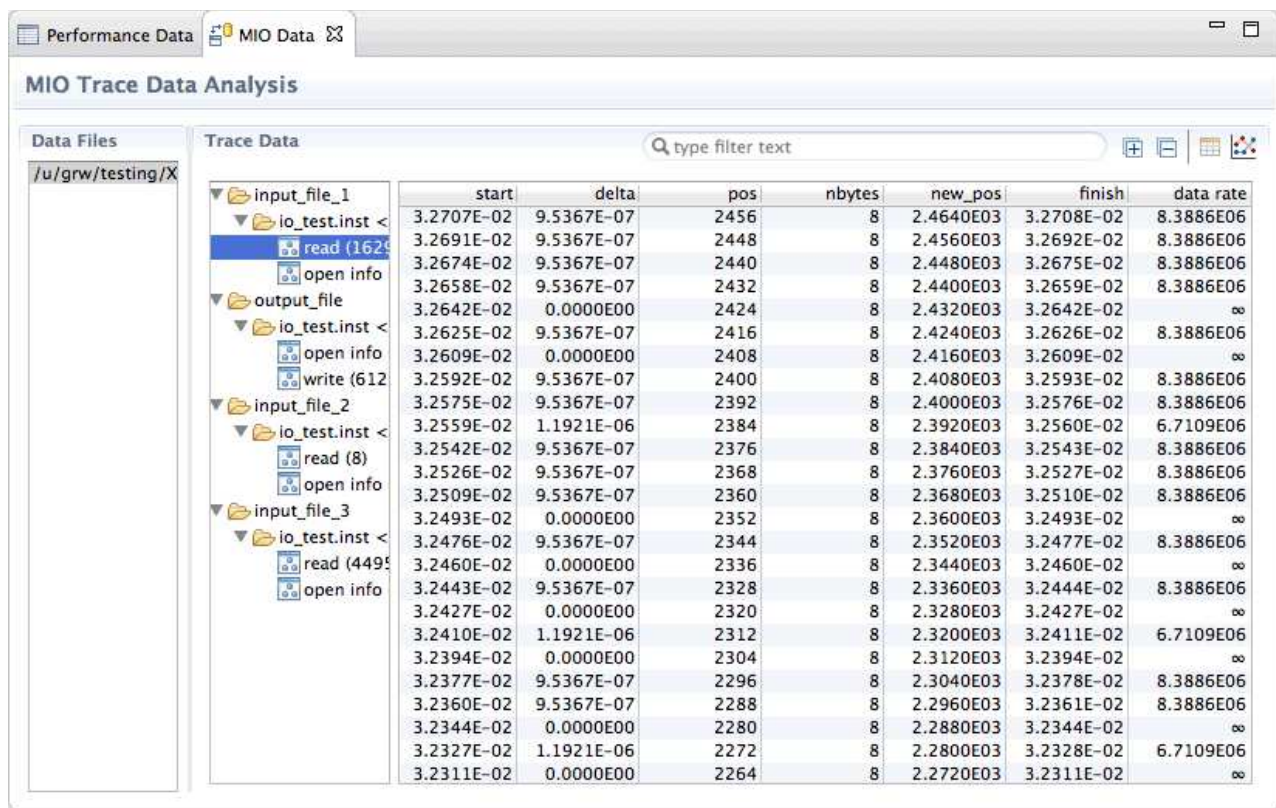 Performance Data MIO Data
MIO Trace Data Analysis
Data Files
/u/grw/testing/X
Trace Data
type filter text
input_file_1
io_test.inst <
read (1629
open info
output_file
io_test.inst <
open info
write (612
input_file_2
io_test.inst <
read (8)
open info
input_file_3
io_test.inst <
read (4495
open info
start delta pos nbytes new_pos finish data rate
3.2707E-02 9.5367E-07 2456 8 2.4640E03 3.2708E-02 8.3886E06
3.2691E-02 9.5367E-07 2448 8 2.4560E03 3.2692E-02 8.3886E06
3.2674E-02 9.5367E-07 2440 8 2.4480E03 3.2675E-02 8.3886E06
3.2658E-02 9.5367E-07 2432 8 2.4400E03 3.2659E-02 8.3886E06
3.2642E-02 0.0000E00 2424 8 2.4320E03 3.2642E-02 ∞
3.2625E-02 9.5367E-07 2416 8 2.4240E03 3.2626E-02 8.3886E06
3.2609E-02 0.0000E00 2408 8 2.4160E03 3.2609E-02 ∞
3.2592E-02 9.5367E-07 2400 8 2.4080E03 3.2593E-02 8.3886E06
3.2575E-02 9.5367E-07 2392 8 2.4000E03 3.2576E-02 8.3886E06
3.2559E-02 1.1921E-06 2384 8 2.3920E03 3.2560E-02 6.7109E06
3.2542E-02 9.5367E-07 2376 8 2.3840E03 3.2543E-02 8.3886E06
3.2526E-02 9.5367E-07 2368 8 2.3760E03 3.2527E-02 8.3886E06
3.2509E-02 9.5367E-07 2360 8 2.3680E03 3.2510E-02 8.3886E06
3.2493E-02 0.0000E00 2352 8 2.3600E03 3.2493E-02 ∞
3.2476E-02 9.5367E-07 2344 8 2.3520E03 3.2477E-02 8.3886E06
3.2460E-02 0.0000E00 2336 8 2.3440E03 3.2460E-02 ∞
3.2443E-02 9.5367E-07 2328 8 2.3360E03 3.2444E-02 8.3886E06
3.2427E-02 0.0000E00 2320 8 2.3280E03 3.2427E-02 ∞
3.2410E-02 1.1921E-06 2312 8 2.3200E03 3.2411E-02 6.7109E06
3.2394E-02 0.0000E00 2304 8 2.3120E03 3.2394E-02 ∞
3.2377E-02 9.5367E-07 2296 8 2.3040E03 3.2378E-02 8.3886E06
3.2360E-02 9.5367E-07 2288 8 2.2960E03 3.2361E-02 8.3886E06
3.2344E-02 0.0000E00 2280 8 2.2880E03 3.2344E-02 ∞
3.2327E-02 1.1921E-06 2272 8 2.2800E03 3.2328E-02 6.7109E06
3.2311E-02 0.0000E00 2264 8 2.2720E03 3.2311E-02 ∞